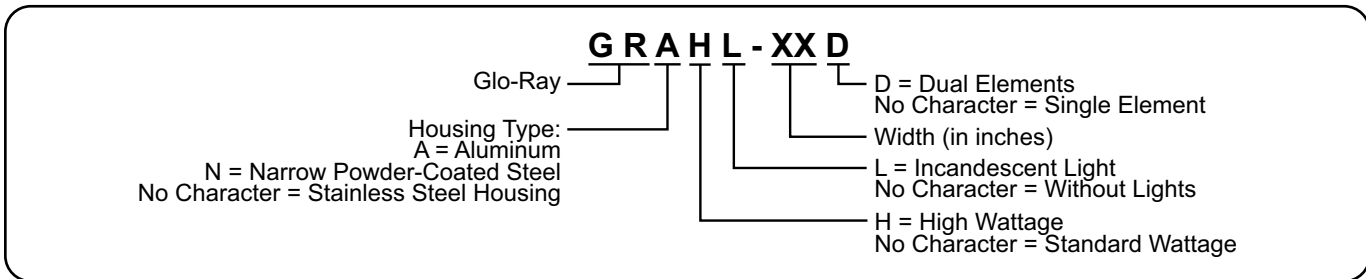 G R A H L - XX D
Glo-Ray
Housing Type:
A = Aluminum
N = Narrow Powder-Coated Steel
No Character = Stainless Steel Housing
D = Dual Elements
No Character = Single Element
Width (in inches)
L = Incandescent Light
No Character = Without Lights
H = High Wattage
No Character = Standard Wattage